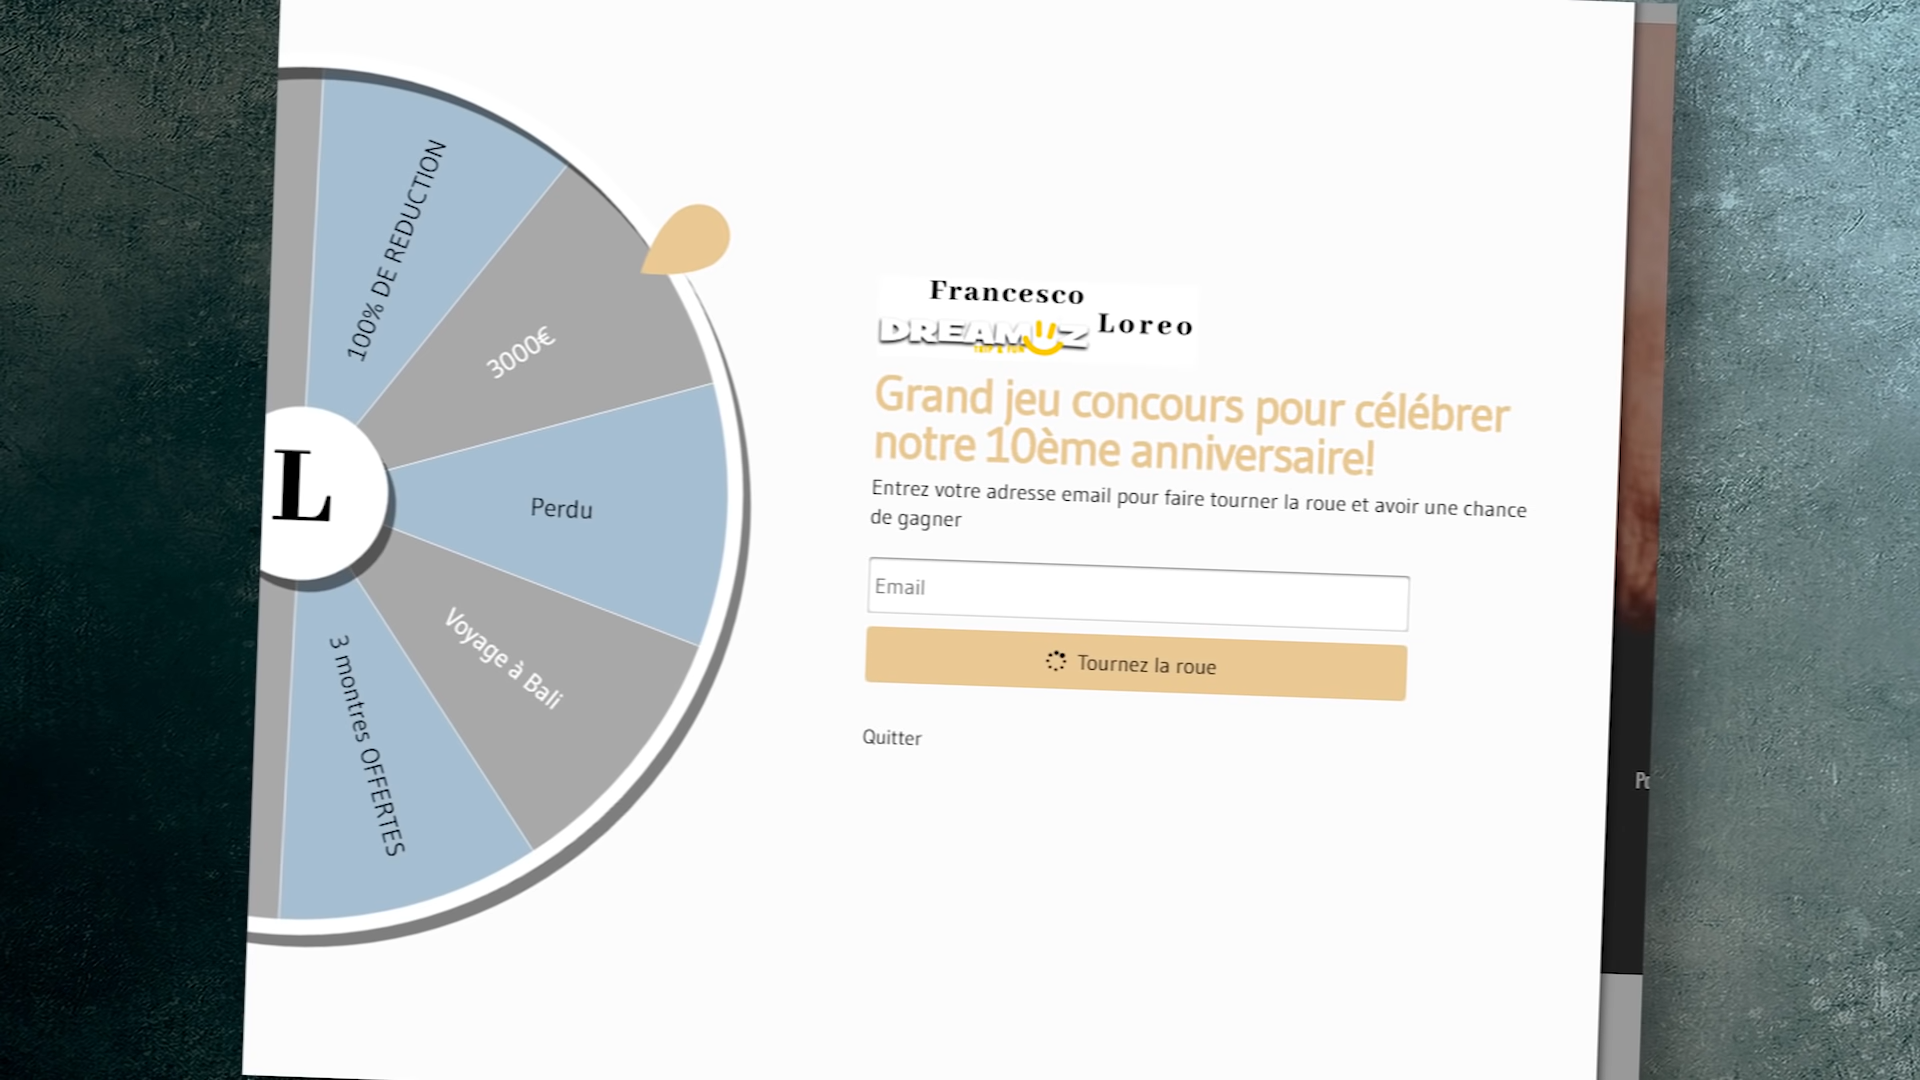 100% DE REDUCTION
3000€
Perdu
Voyage à Bali
3 montres OFFERTES
L
Francesco
Loreo
DREAMUZ
TRIP & FUN
Grand jeu concours pour célébrer
notre 10ème anniversaire!
Entrez votre adresse email pour faire tourner la roue et avoir une chance
de gagner
Email
Tournez la roue
Quitter